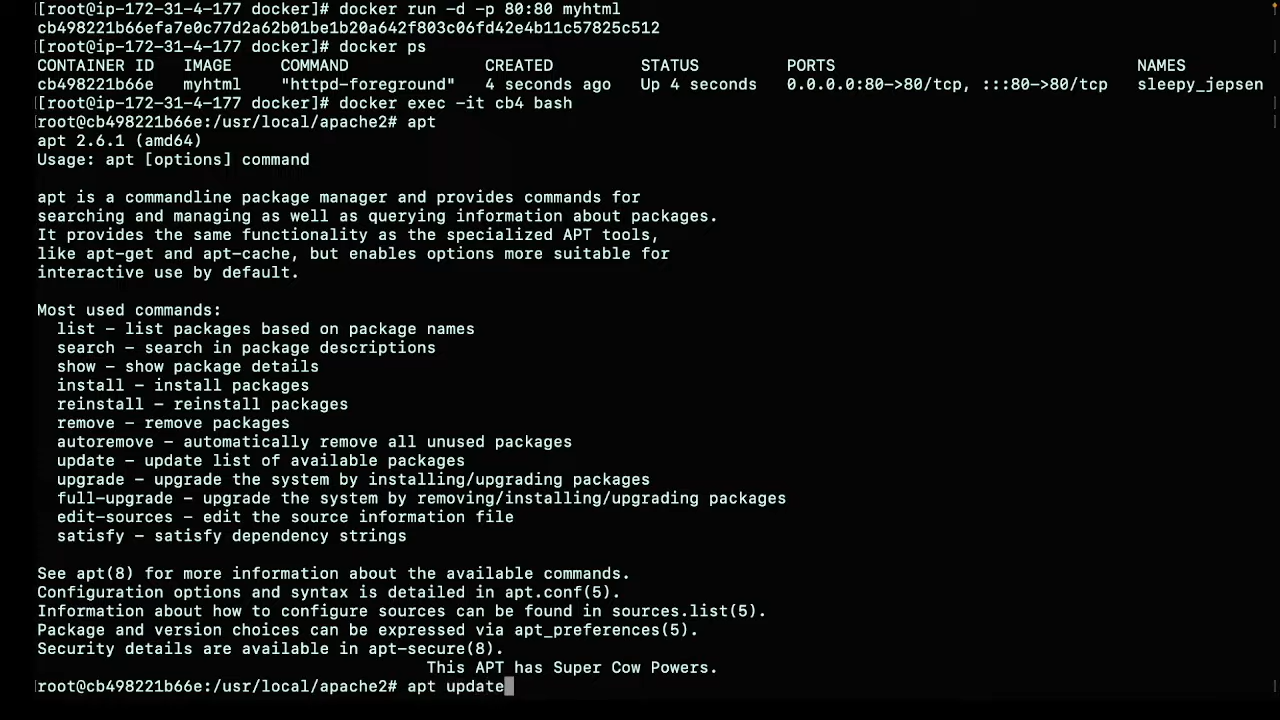 [root@ip-172-31-4-177 docker]# docker run -d -p 80:80 myhtml
cb498221b66efa7e0c77d2a62b01be1b20a642f803c06fd42e4b11c57825c512
[root@ip-172-31-4-177 docker]# docker ps
CONTAINER ID   IMAGE     COMMAND              CREATED         STATUS         PORTS                               NAMES
cb498221b66e   myhtml    "httpd-foreground"   4 seconds ago   Up 4 seconds   0.0.0.0:80->80/tcp, :::80->80/tcp   sleepy_jepsen
[root@ip-172-31-4-177 docker]# docker exec -it cb4 bash
root@cb498221b66e:/usr/local/apache2# apt
apt 2.6.1 (amd64)
Usage: apt [options] command
apt is a commandline package manager and provides commands for
searching and managing as well as querying information about packages.
It provides the same functionality as the specialized APT tools,
like apt-get and apt-cache, but enables options more suitable for
interactive use by default.
Most used commands:
  list - list packages based on package names
  search - search in package descriptions
  show - show package details
  install - install packages
  reinstall - reinstall packages
  remove - remove packages
  autoremove - automatically remove all unused packages
  update - update list of available packages
  upgrade - upgrade the system by installing/upgrading packages
  full-upgrade - upgrade the system by removing/installing/upgrading packages
  edit-sources - edit the source information file
  satisfy - satisfy dependency strings
See apt(8) for more information about the available commands.
Configuration options and syntax is detailed in apt.conf(5).
Information about how to configure sources can be found in sources.list(5).
Package and version choices can be expressed via apt_preferences(5).
Security details are available in apt-secure(8).
This APT has Super Cow Powers.
root@cb498221b66e:/usr/local/apache2# apt update